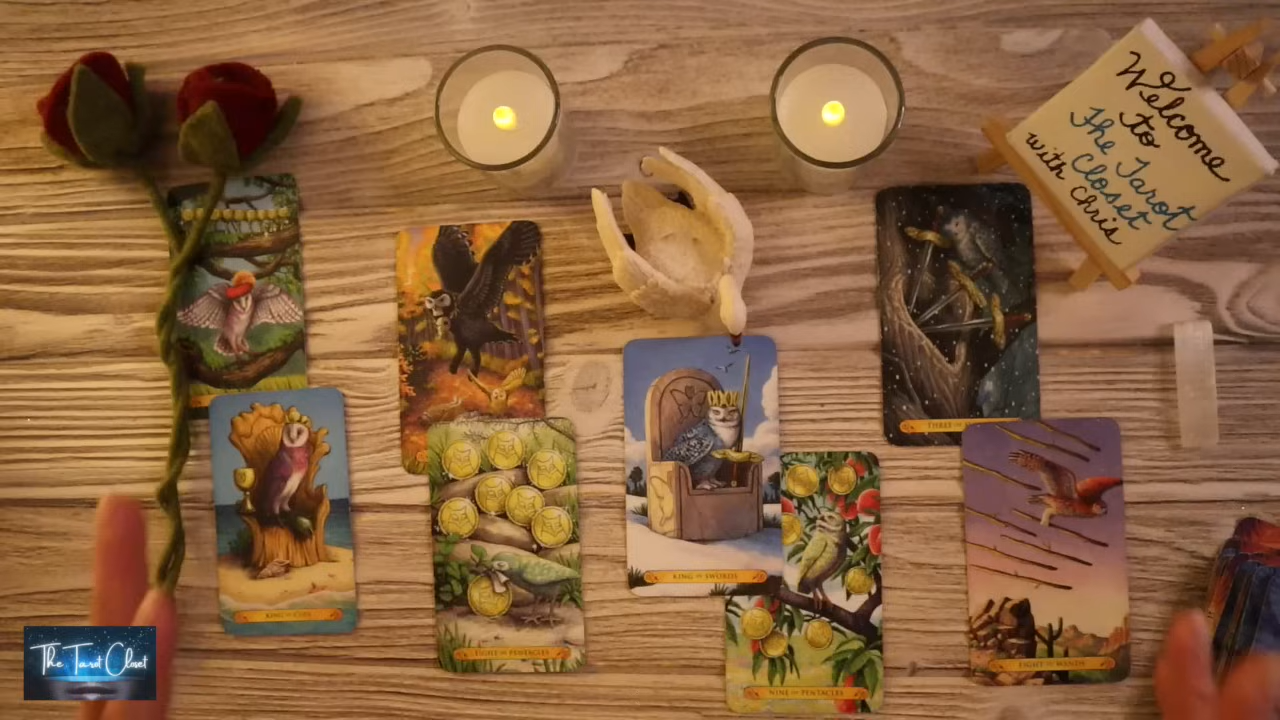 Welcome
to
The Tarot
Closet
with Chris
THREE OF
KING OF CUPS
KING OF SWORDS
EIGHT OF PENTACLES
EIGHT OF WANDS
NINE OF PENTACLES
The Tarot Closet